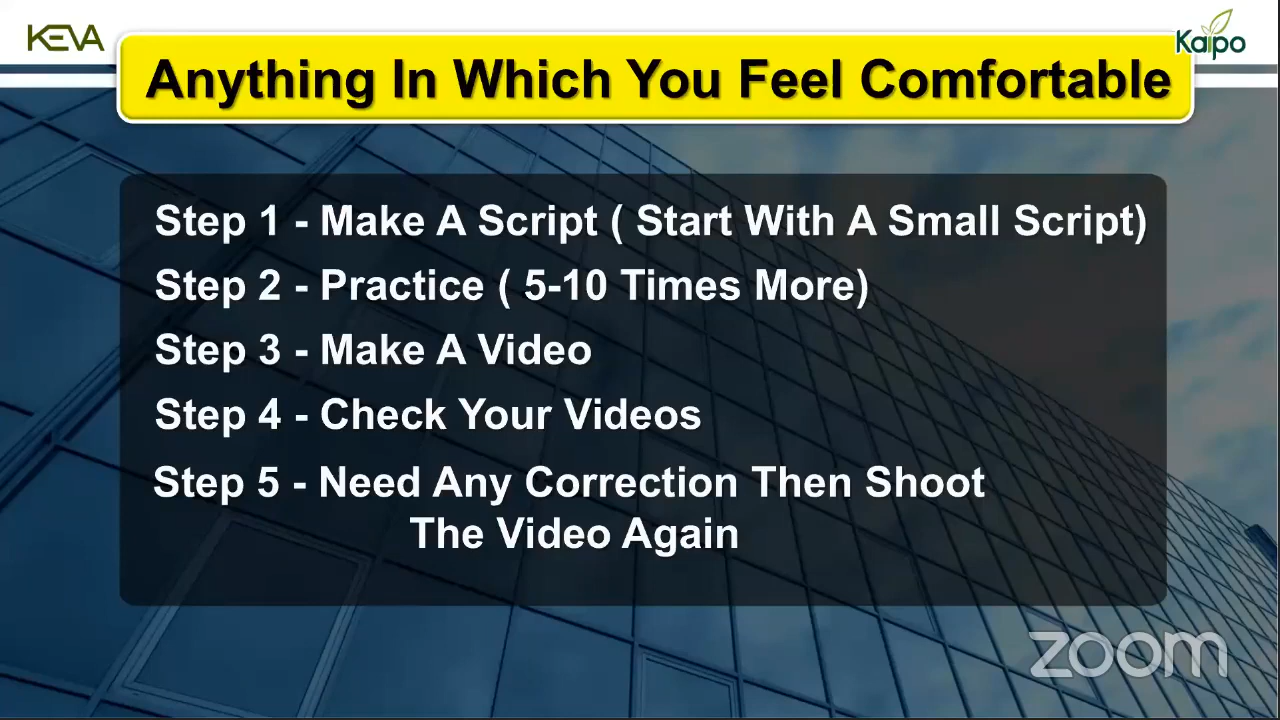 KEVA
Kaipo
Anything In Which You Feel Comfortable
Step 1 - Make A Script ( Start With A Small Script)
Step 2 - Practice ( 5-10 Times More)
Step 3 - Make A Video
Step 4 - Check Your Videos
Step 5 - Need Any Correction Then Shoot
The Video Again
zoom